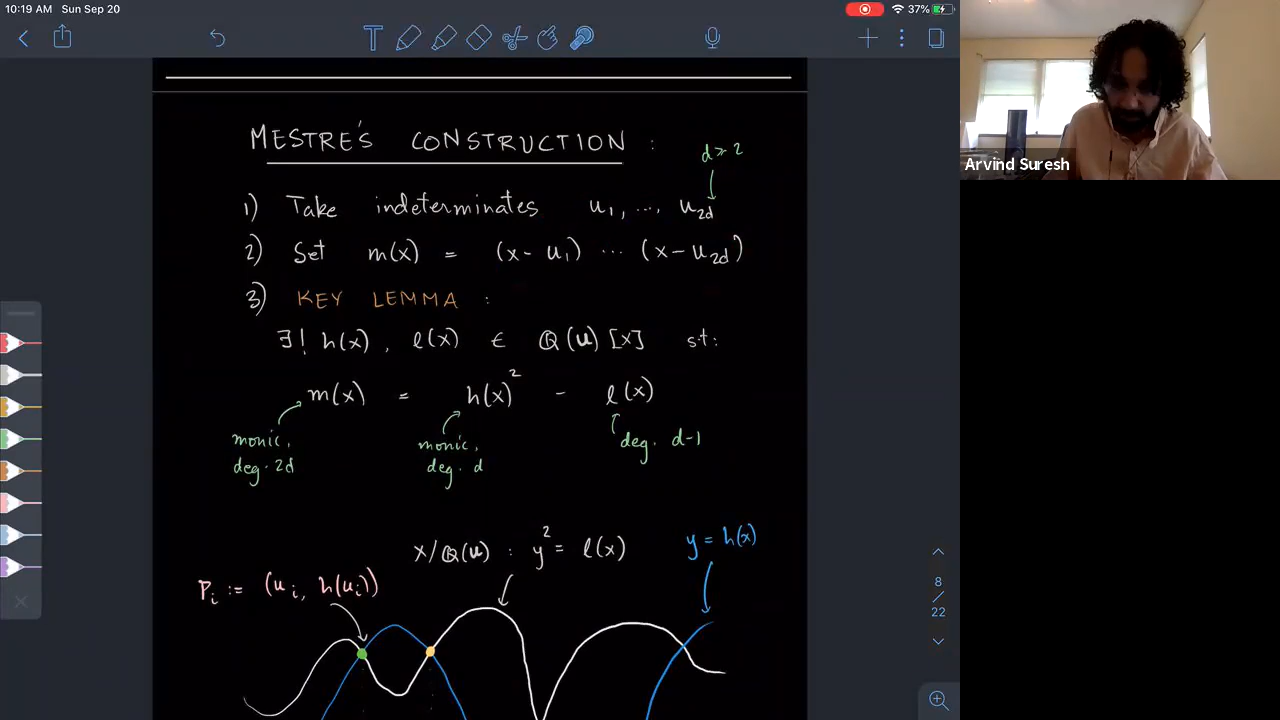 10:19 AM Sun Sep 20
37%
T
MESTRE'S CONSTRUCTION :
d ≥ 2
1) Take indeterminates u₁, ..., u₂d
2) Set m(x) = (x - u₁) ... (x - u₂d)
3) KEY LEMMA :
∃! h(x), l(x) ∈ ℚ(u)[x] st:
m(x) = h(x)² - l(x)
monic, deg. 2d
monic, deg. d
deg. d-1
X/ℚ(u) : y² = l(x)
y = h(x)
Pᵢ := (uᵢ, h(uᵢ))
8
/
22
Arvind Suresh